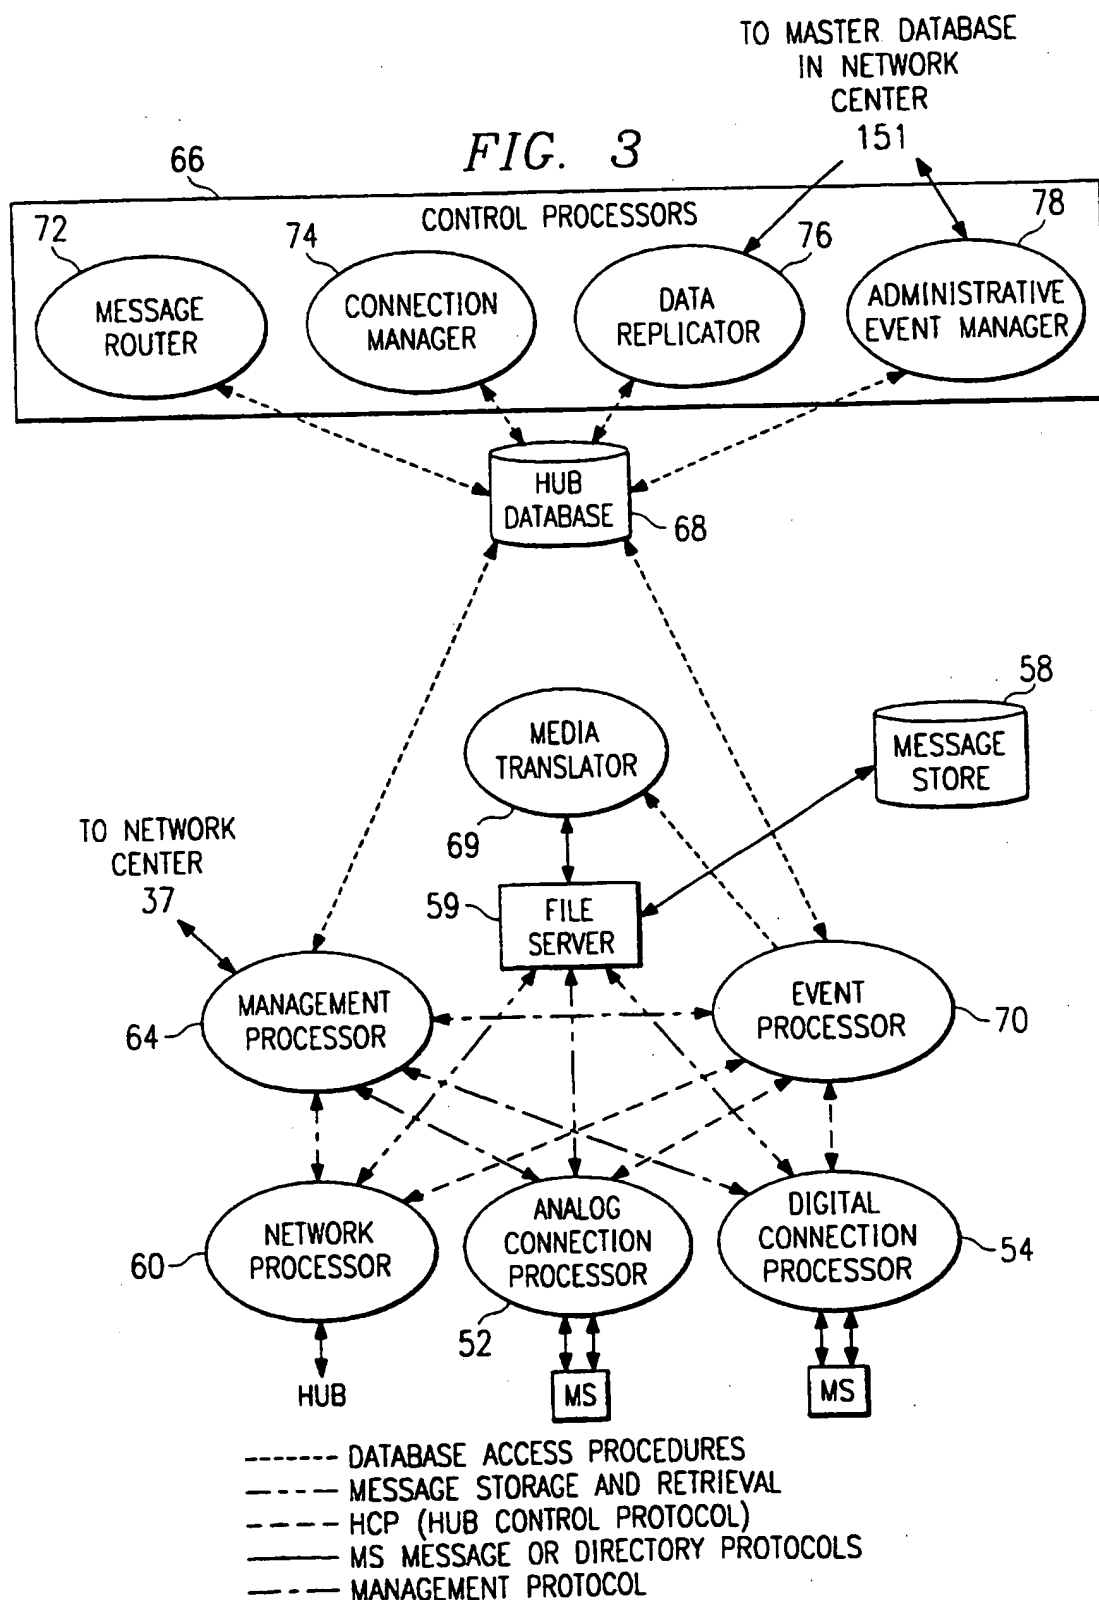 TO MASTER DATABASE
IN NETWORK
CENTER
151
FIG. 3
66
CONTROL PROCESSORS
72
74
76
78
MESSAGE
ROUTER
CONNECTION
MANAGER
DATA
REPLICATOR
ADMINISTRATIVE
EVENT MANAGER
HUB
DATABASE
68
58
MEDIA
TRANSLATOR
MESSAGE
STORE
69
TO NETWORK
CENTER
37
59
FILE
SERVER
MANAGEMENT
PROCESSOR
64
EVENT
PROCESSOR
70
NETWORK
PROCESSOR
60
ANALOG
CONNECTION
PROCESSOR
52
DIGITAL
CONNECTION
PROCESSOR
54
HUB
MS
MS
DATABASE ACCESS PROCEDURES
MESSAGE STORAGE AND RETRIEVAL
HCP (HUB CONTROL PROTOCOL)
MS MESSAGE OR DIRECTORY PROTOCOLS
MANAGEMENT PROTOCOL